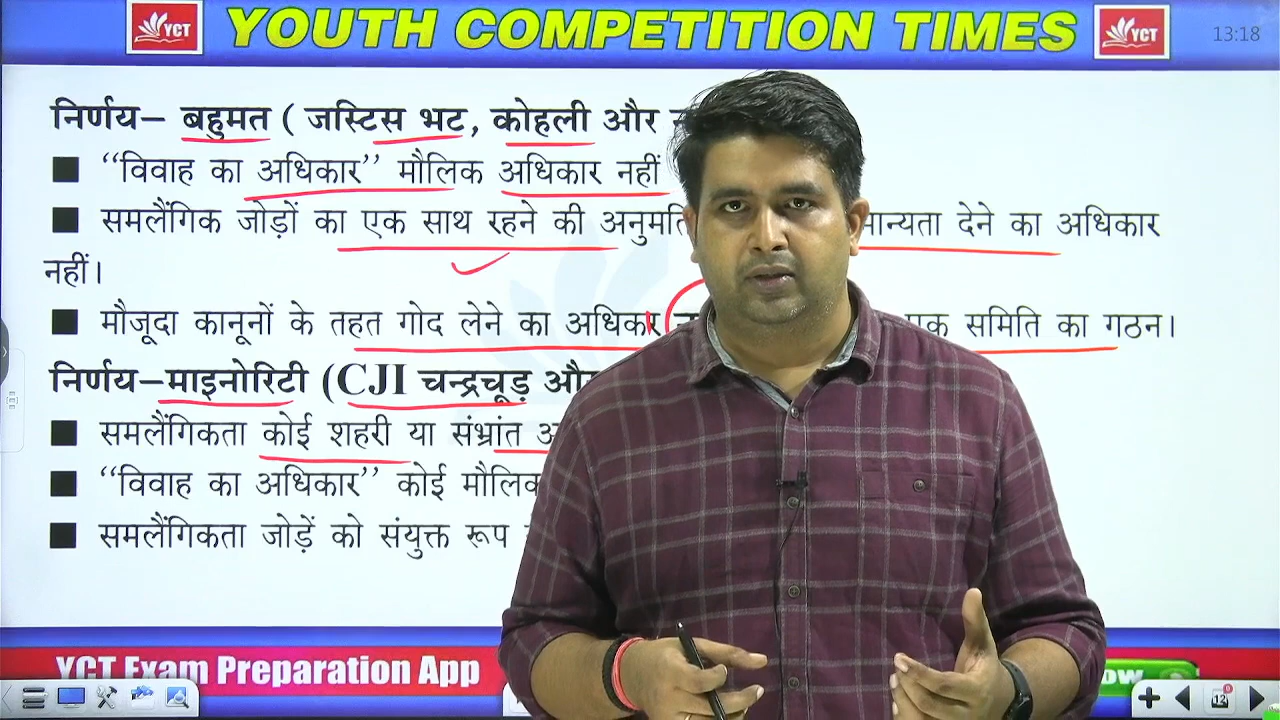 YCT
YOUTH COMPETITION TIMES
YCT
13:18
निर्णय– बहुमत ( जस्टिस भट, कोहली और
■ “विवाह का अधिकार” मौलिक अधिकार नहीं
■ समलैंगिक जोड़ों का एक साथ रहने की अनुमति मान्यता देने का अधिकार
नहीं।
■ मौजूदा कानूनों के तहत गोद लेने का अधिकार समिति का गठन।
निर्णय–माइनोरिटी (CJI चन्द्रचूड़ और
■ समलैंगिकता कोई शहरी या संभ्रांत
■ “विवाह का अधिकार” कोई मौलिक
■ समलैंगिकता जोड़ें को संयुक्त रूप
YCT Exam Preparation App
12